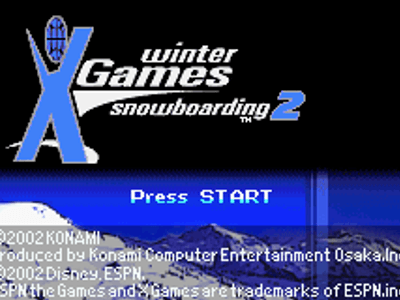 X
winter
Games
snowboarding 2
TM
Press START
©2002 KONAMI
roduced by Konami Computer Entertainment Osaka.Inc
©2002 Disney. ESPN.
SPN,the Games and X Games are trademarks of ESPN.inc